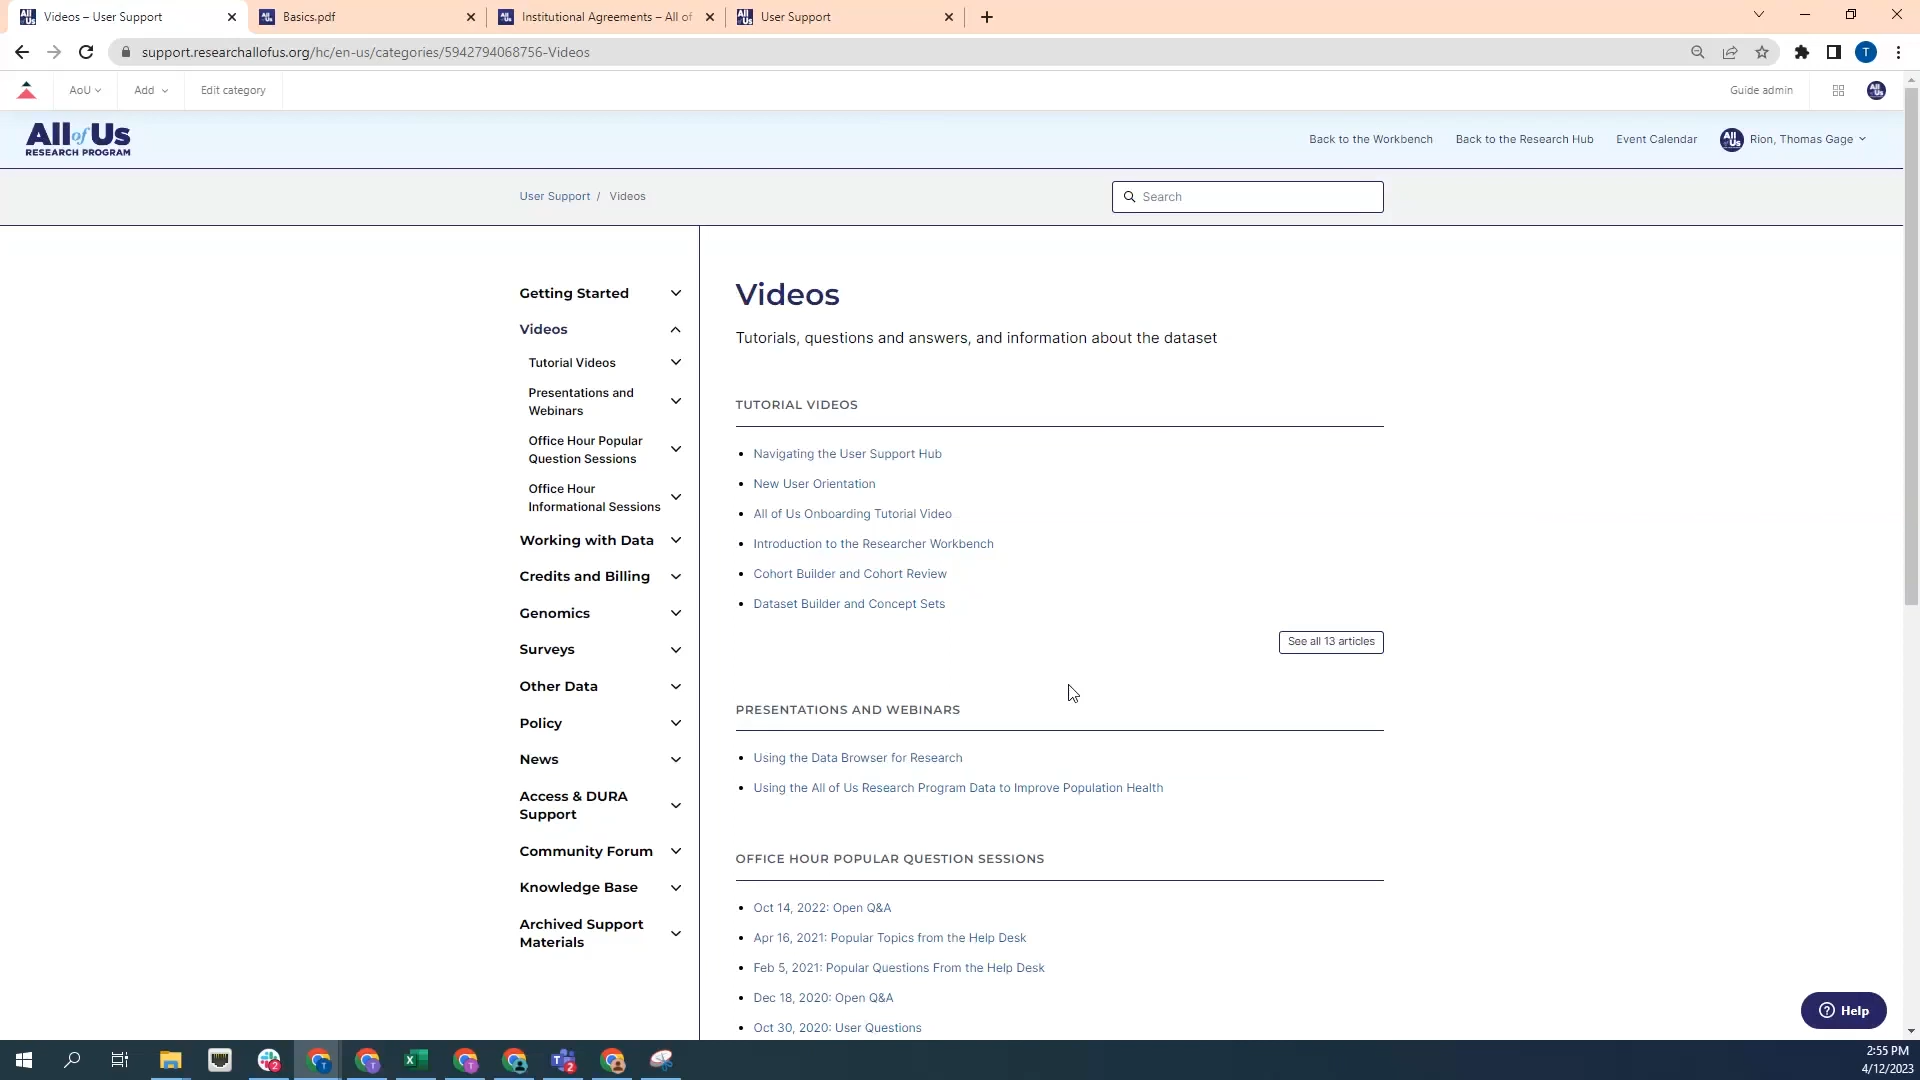 Videos – User Support
Basics.pdf
Institutional Agreements – All of
User Support
support.researchallofus.org/hc/en-us/categories/5942794068756-Videos
T
AoU
Add
Edit category
Guide admin
All of Us
RESEARCH PROGRAM
Back to the Workbench
Back to the Research Hub
Event Calendar
Rion, Thomas Gage
User Support / Videos
Search
Getting Started
Videos
Tutorial Videos
Presentations and
Webinars
Office Hour Popular
Question Sessions
Office Hour
Informational Sessions
Working with Data
Credits and Billing
Genomics
Surveys
Other Data
Policy
News
Access & DURA
Support
Community Forum
Knowledge Base
Archived Support
Materials
Videos
Tutorials, questions and answers, and information about the dataset
TUTORIAL VIDEOS
Navigating the User Support Hub
New User Orientation
All of Us Onboarding Tutorial Video
Introduction to the Researcher Workbench
Cohort Builder and Cohort Review
Dataset Builder and Concept Sets
See all 13 articles
PRESENTATIONS AND WEBINARS
Using the Data Browser for Research
Using the All of Us Research Program Data to Improve Population Health
OFFICE HOUR POPULAR QUESTION SESSIONS
Oct 14, 2022: Open Q&A
Apr 16, 2021: Popular Topics from the Help Desk
Feb 5, 2021: Popular Questions From the Help Desk
Dec 18, 2020: Open Q&A
Oct 30, 2020: User Questions
Help
2:55 PM
4/12/2023